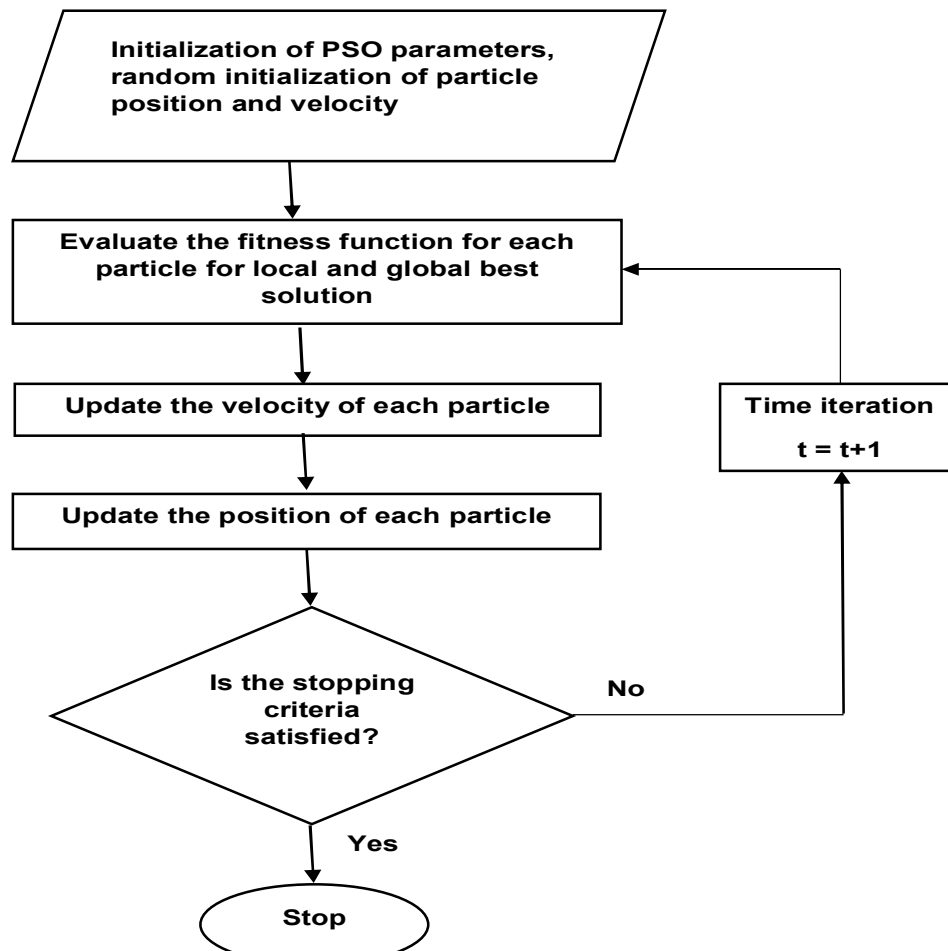 Initialization of PSO parameters,
random initialization of particle
position and velocity
Evaluate the fitness function for each
particle for local and global best
solution
Update the velocity of each particle
Time iteration
t = t+1
Update the position of each particle
Is the stopping
criteria
satisfied?
No
Yes
Stop